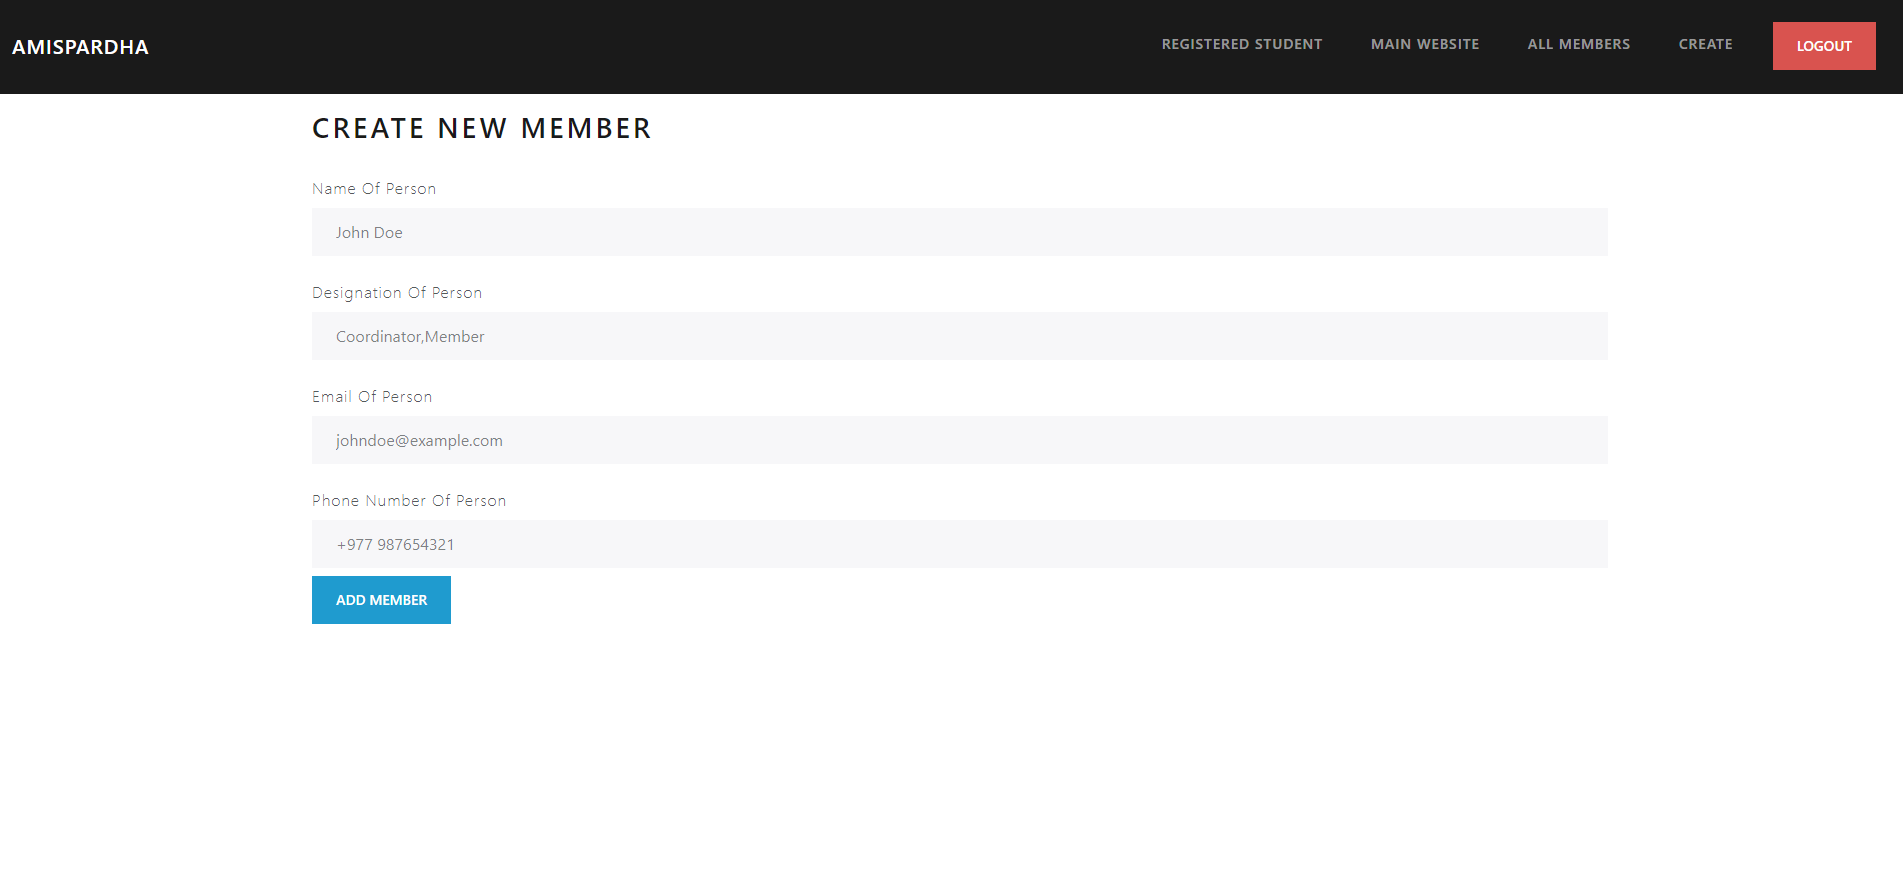 AMISPARDHA
REGISTERED STUDENT
MAIN WEBSITE
ALL MEMBERS
CREATE
LOGOUT
CREATE NEW MEMBER
Name Of Person
John Doe
Designation Of Person
Coordinator,Member
Email Of Person
johndoe@example.com
Phone Number Of Person
+977 987654321
ADD MEMBER